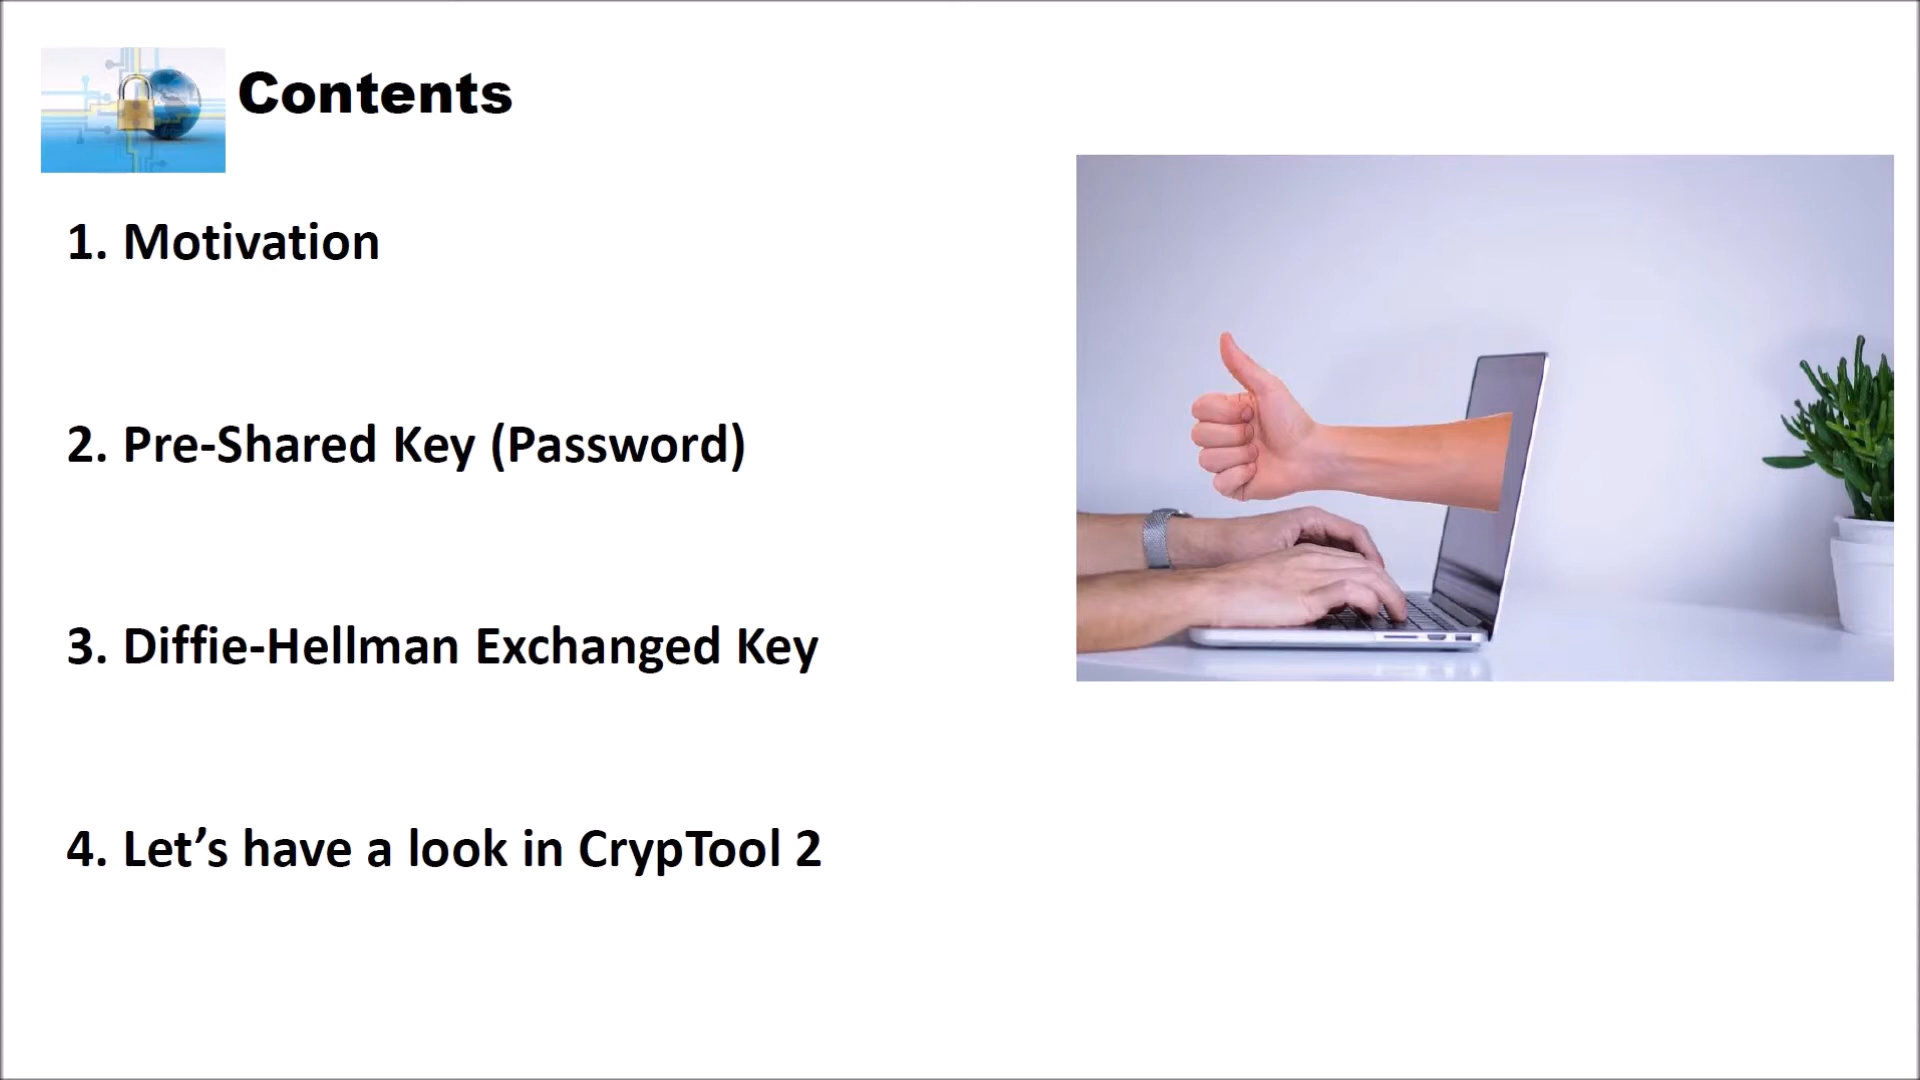 Contents
1. Motivation
2. Pre-Shared Key (Password)
3. Diffie-Hellman Exchanged Key
4. Let’s have a look in CrypTool 2